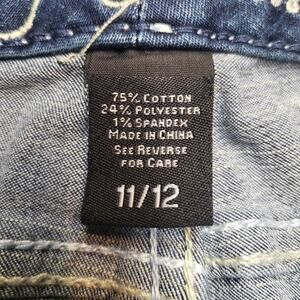 75% COTTON
24% POLYESTER
1% SPANDEX
MADE IN CHINA
SEE REVERSE
FOR CARE
11/12